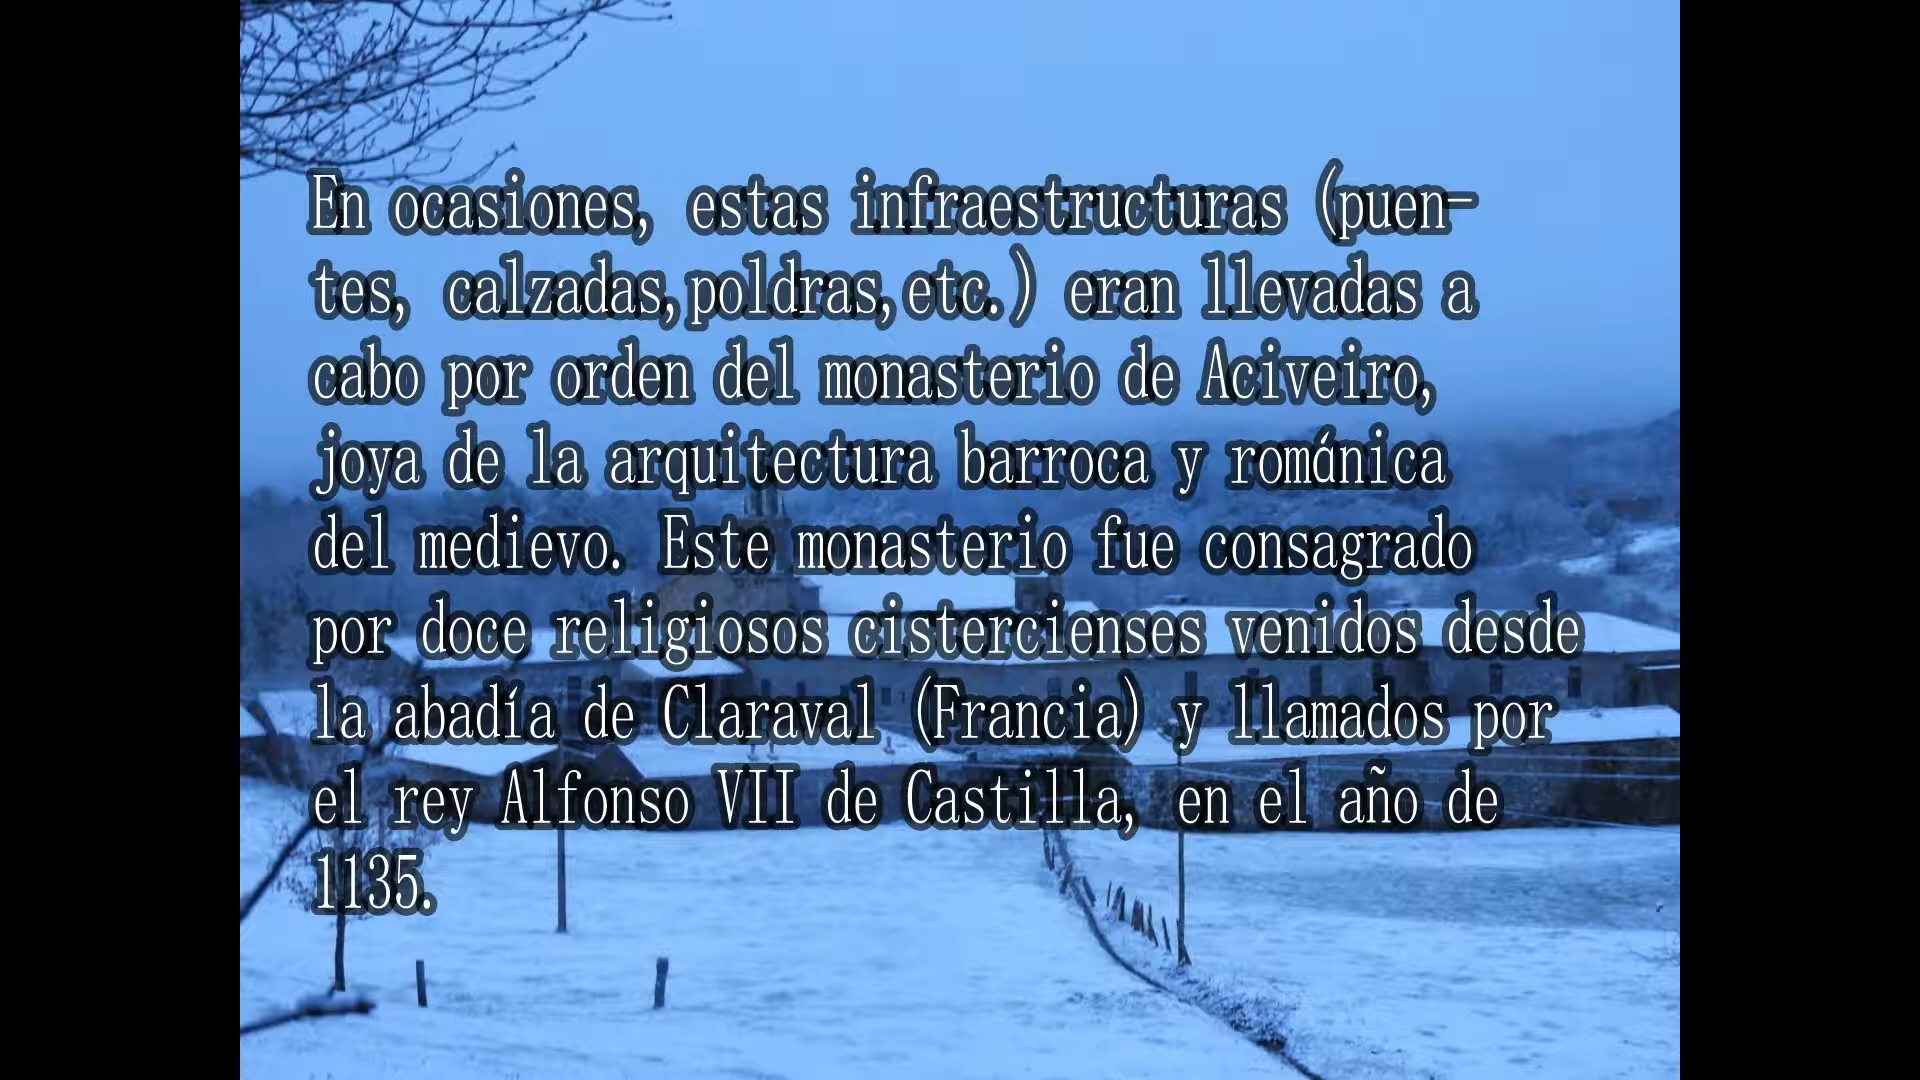 En ocasiones, estas infraestructuras (puen-
tes, calzadas,poldras,etc.) eran llevadas a
cabo por orden del monasterio de Aciveiro,
joya de la arquitectura barroca y románica
del medievo. Este monasterio fue consagrado
por doce religiosos cistercienses venidos desde
la abadía de Claraval (Francia) y llamados por
el rey Alfonso VII de Castilla, en el año de
1135.